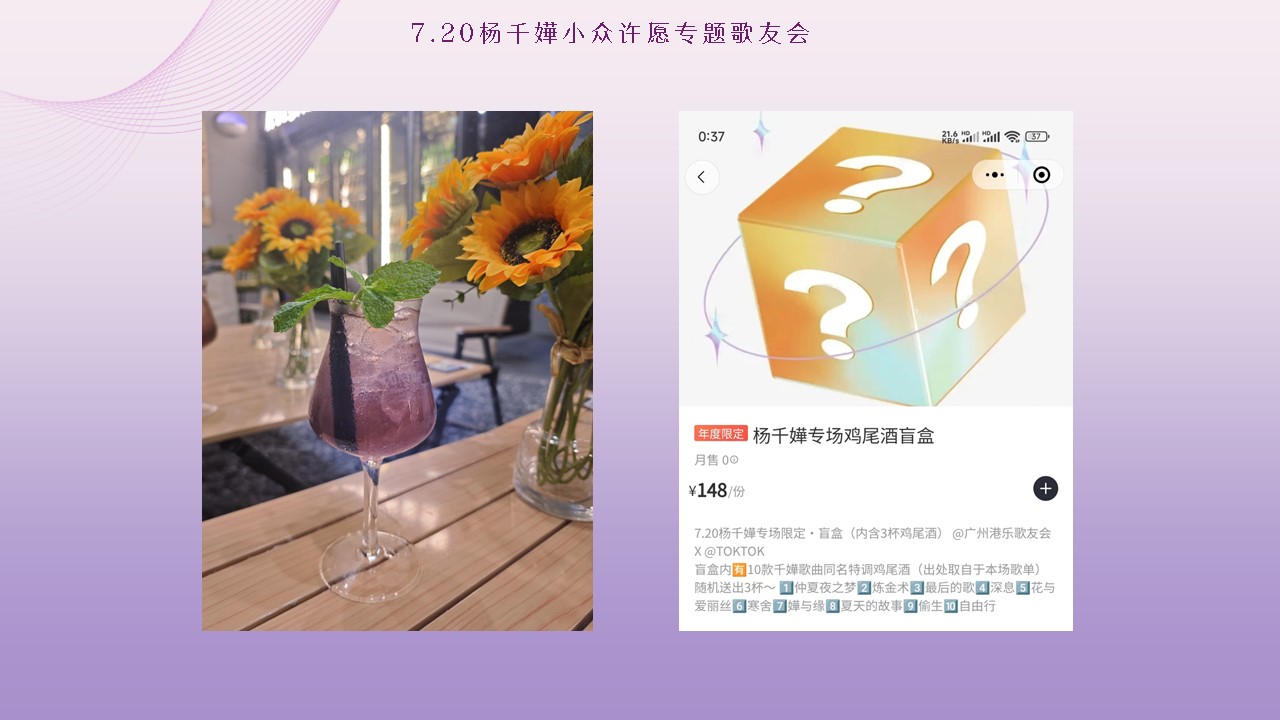 7.20杨千嬅小众许愿专题歌友会
0:37
21.6 KB/s HD HD 37
? ? ?
年度限定 杨千嬅专场鸡尾酒盲盒
月售 0
¥148/份
7.20杨千嬅专场限定·盲盒（内含3杯鸡尾酒） @广州港乐歌友会
X @TOKTOK
盲盒内🈶10款千嬅歌曲同名特调鸡尾酒（出处取自于本场歌单）
随机送出3杯～ 1️⃣仲夏夜之梦2️⃣炼金术3️⃣最后的歌4️⃣深息5️⃣花与
爱丽丝6️⃣寒舍7️⃣嬅与缘8️⃣夏天的故事9️⃣偷生🔟自由行